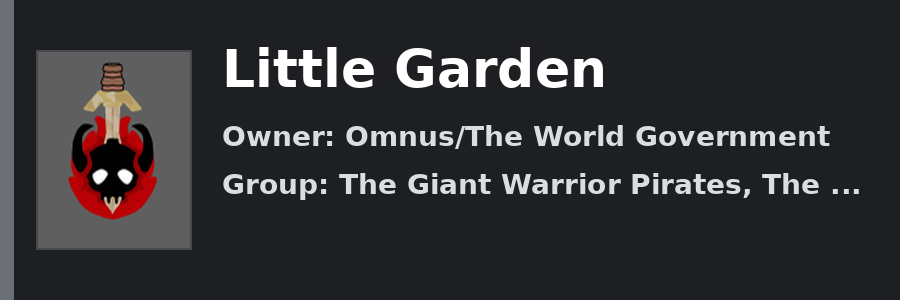 Little Garden
Owner: Omnus/The World Government
Group: The Giant Warrior Pirates, The ...